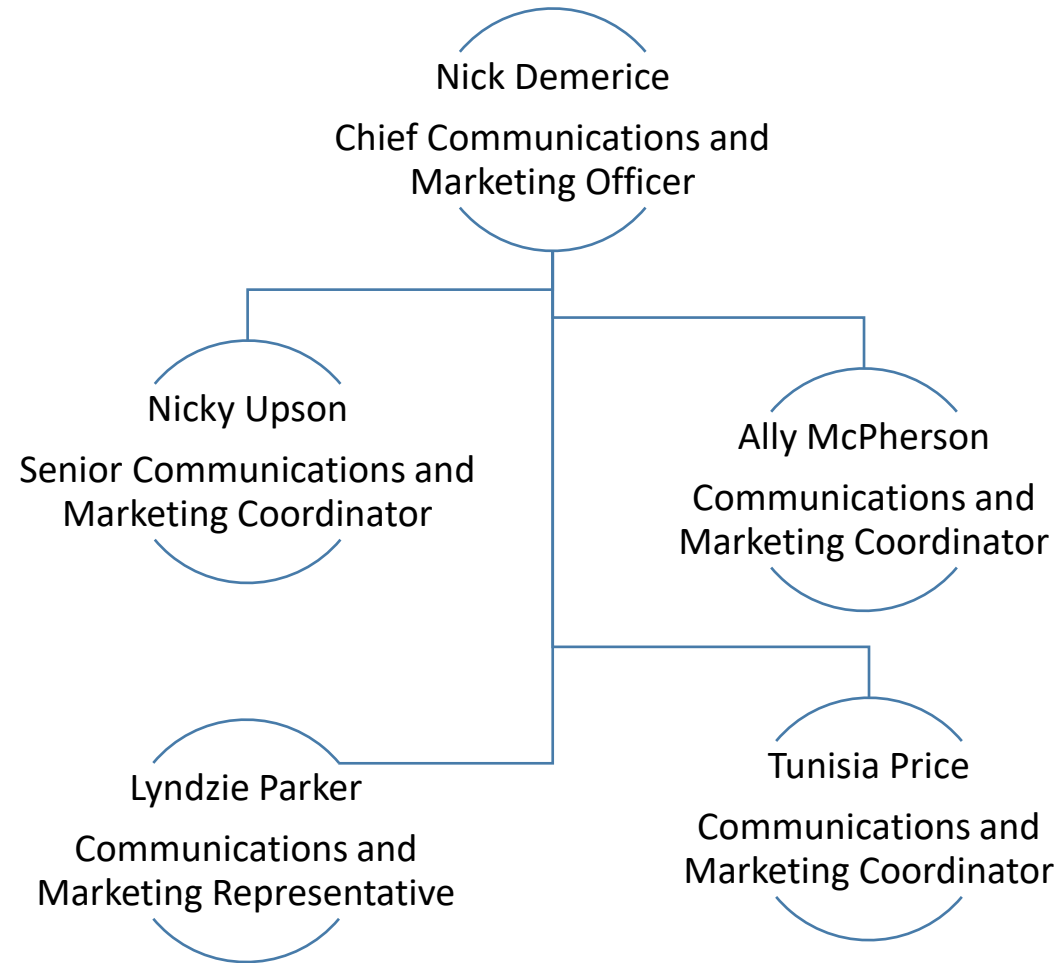 Nick Demerice
Chief Communications and
Marketing Officer
Nicky Upson
Senior Communications and
Marketing Coordinator
Ally McPherson
Communications and
Marketing Coordinator
Lyndzie Parker
Communications and
Marketing Representative
Tunisia Price
Communications and
Marketing Coordinator